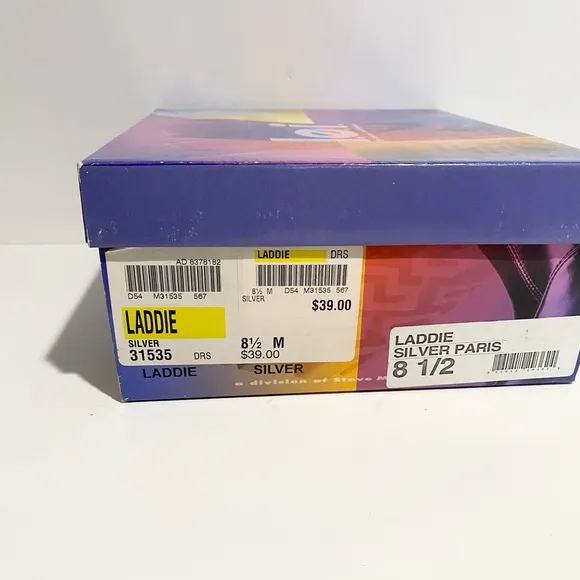 l.e.i.
AD 8378182
D54 M31535 567
LADDIE
SILVER
31535 DRS
8½ M
$39.00
LADDIE DRS
8½ M D54 M31535 567
SILVER
$39.00
LADDIE SILVER
a division of Steve M
LADDIE
SILVER PARIS
8 1/2